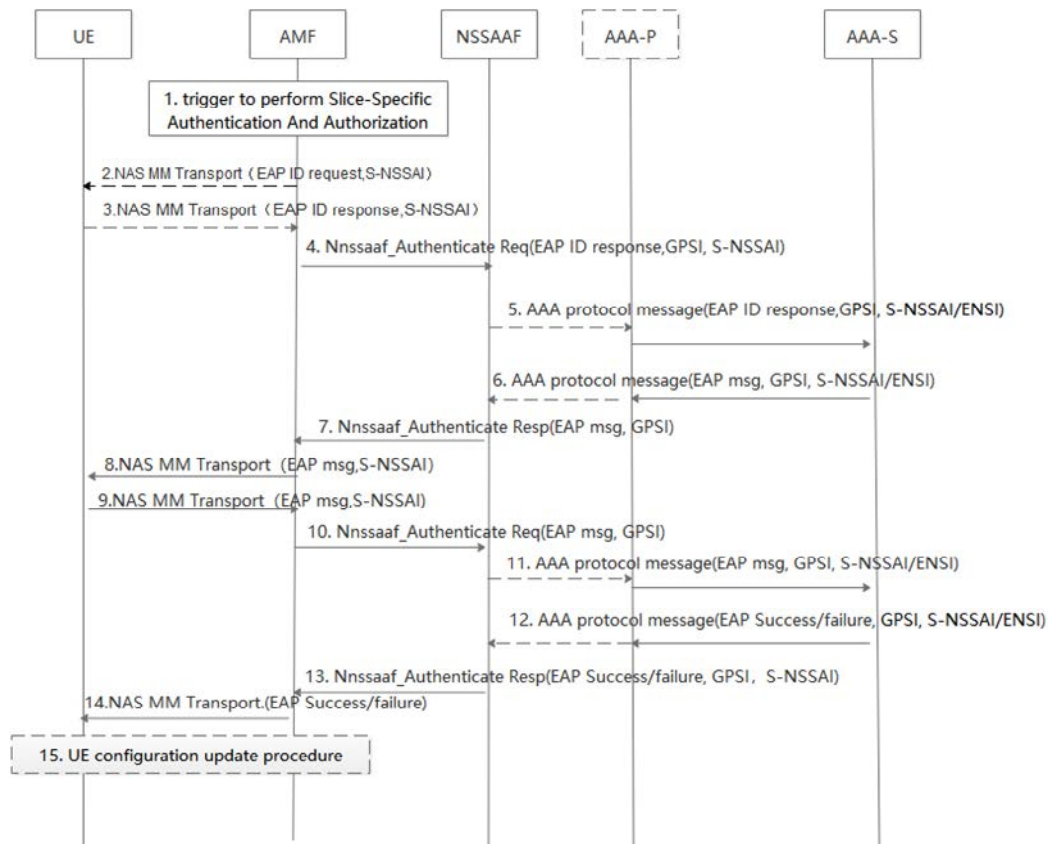 UE
AMF
NSSAAF
AAA-P
AAA-S
1. trigger to perform Slice-Specific
Authentication And Authorization
2.NAS MM Transport（EAP ID request,S-NSSAI）
3.NAS MM Transport（EAP ID response,S-NSSAI）
4. Nnssaaf_Authenticate Req(EAP ID response,GPSI, S-NSSAI)
5. AAA protocol message(EAP ID response,GPSI, S-NSSAI/ENSI)
6. AAA protocol message(EAP msg, GPSI, S-NSSAI/ENSI)
7. Nnssaaf_Authenticate Resp(EAP msg, GPSI)
8.NAS MM Transport（EAP msg,S-NSSAI）
9.NAS MM Transport（EAP msg,S-NSSAI）
10. Nnssaaf_Authenticate Req(EAP msg, GPSI)
11. AAA protocol message(EAP msg, GPSI, S-NSSAI/ENSI)
12. AAA protocol message(EAP Success/failure, GPSI, S-NSSAI/ENSI)
13. Nnssaaf_Authenticate Resp(EAP Success/failure, GPSI，S-NSSAI)
14.NAS MM Transport.(EAP Success/failure)
15. UE configuration update procedure